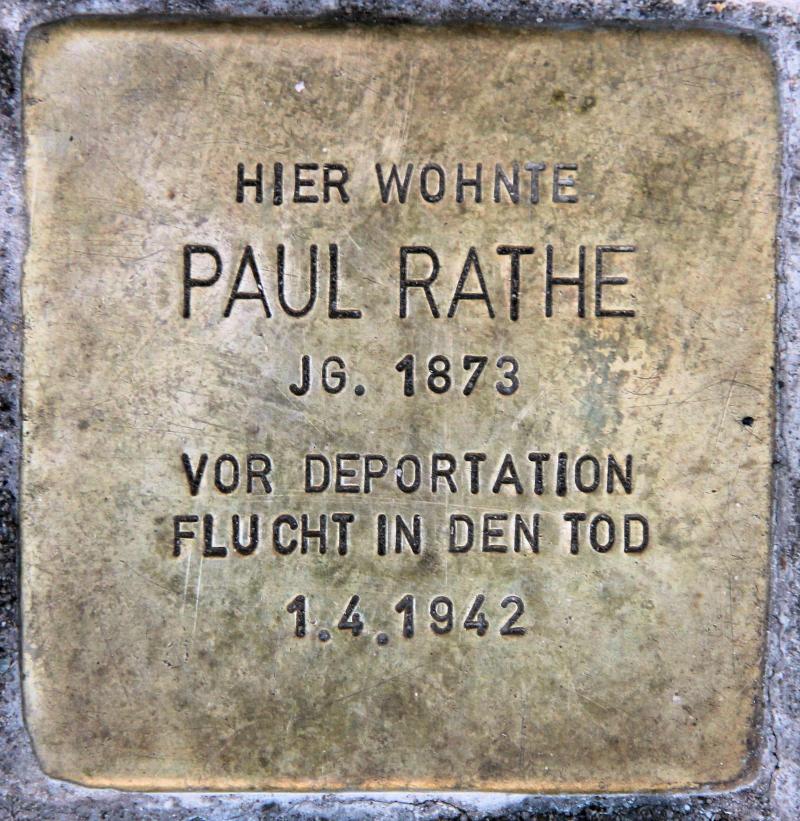 HIER WOHNTE
PAUL RATHE
JG. 1873
VOR DEPORTATION
FLUCHT IN DEN TOD
1.4.1942